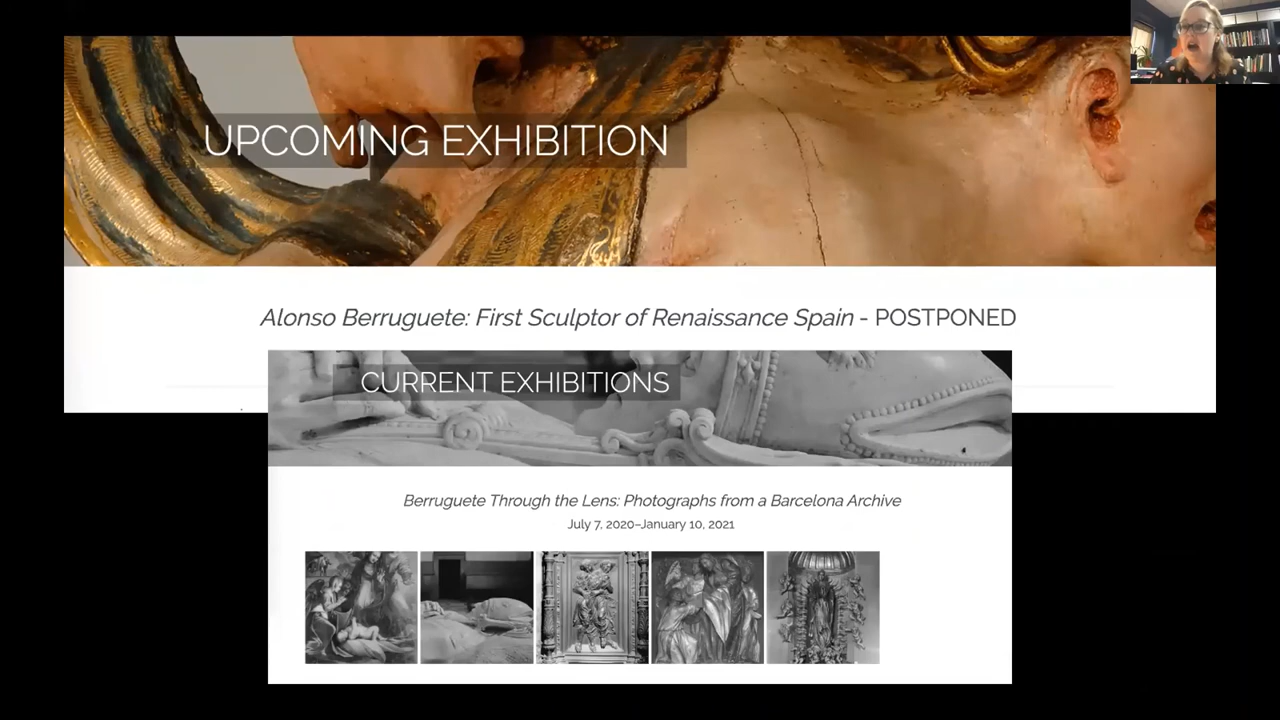 UPCOMING EXHIBITION
Alonso Berruguete: First Sculptor of Renaissance Spain - POSTPONED
CURRENT EXHIBITIONS
Berruguete Through the Lens: Photographs from a Barcelona Archive
July 7, 2020–January 10, 2021